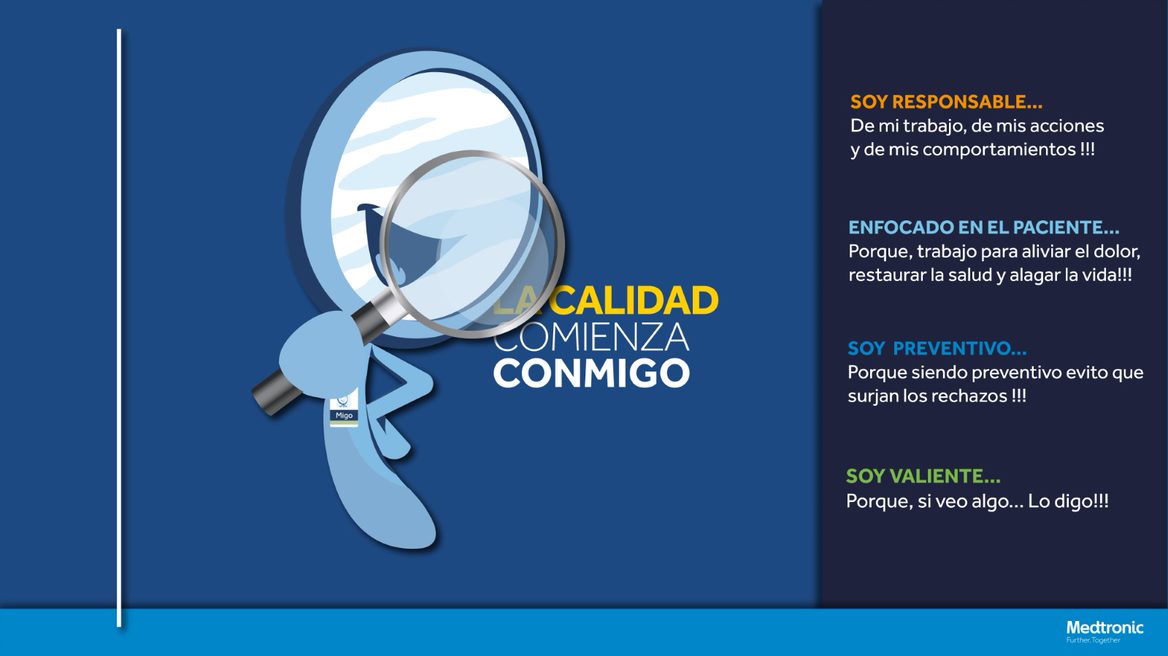 LA CALIDAD
COMIENZA
CONMIGO
Migo
SOY RESPONSABLE...
De mi trabajo, de mis acciones
y de mis comportamientos !!!
ENFOCADO EN EL PACIENTE...
Porque, trabajo para aliviar el dolor,
restaurar la salud y alagar la vida!!!
SOY PREVENTIVO...
Porque siendo preventivo evito que
surjan los rechazos !!!
SOY VALIENTE...
Porque, si veo algo... Lo digo!!!
Medtronic
Further. Together